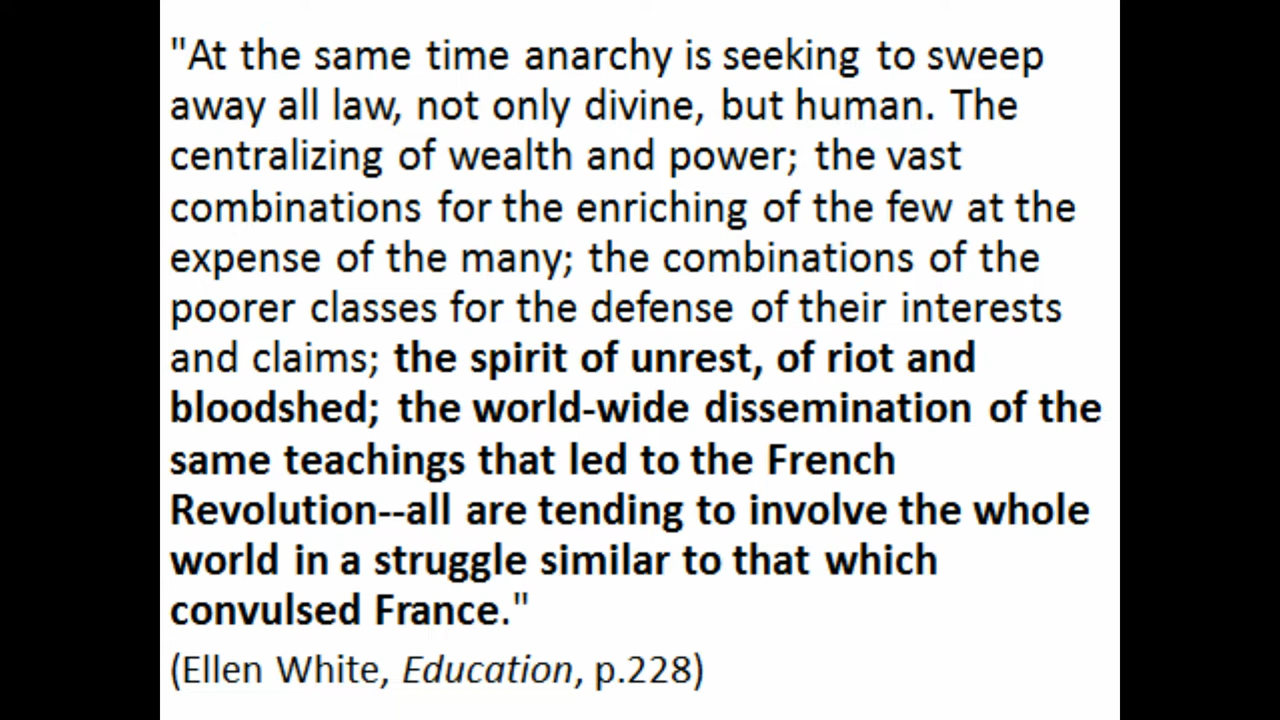 "At the same time anarchy is seeking to sweep
away all law, not only divine, but human. The
centralizing of wealth and power; the vast
combinations for the enriching of the few at the
expense of the many; the combinations of the
poorer classes for the defense of their interests
and claims; the spirit of unrest, of riot and
bloodshed; the world-wide dissemination of the
same teachings that led to the French
Revolution--all are tending to involve the whole
world in a struggle similar to that which
convulsed France."
(Ellen White, Education, p.228)